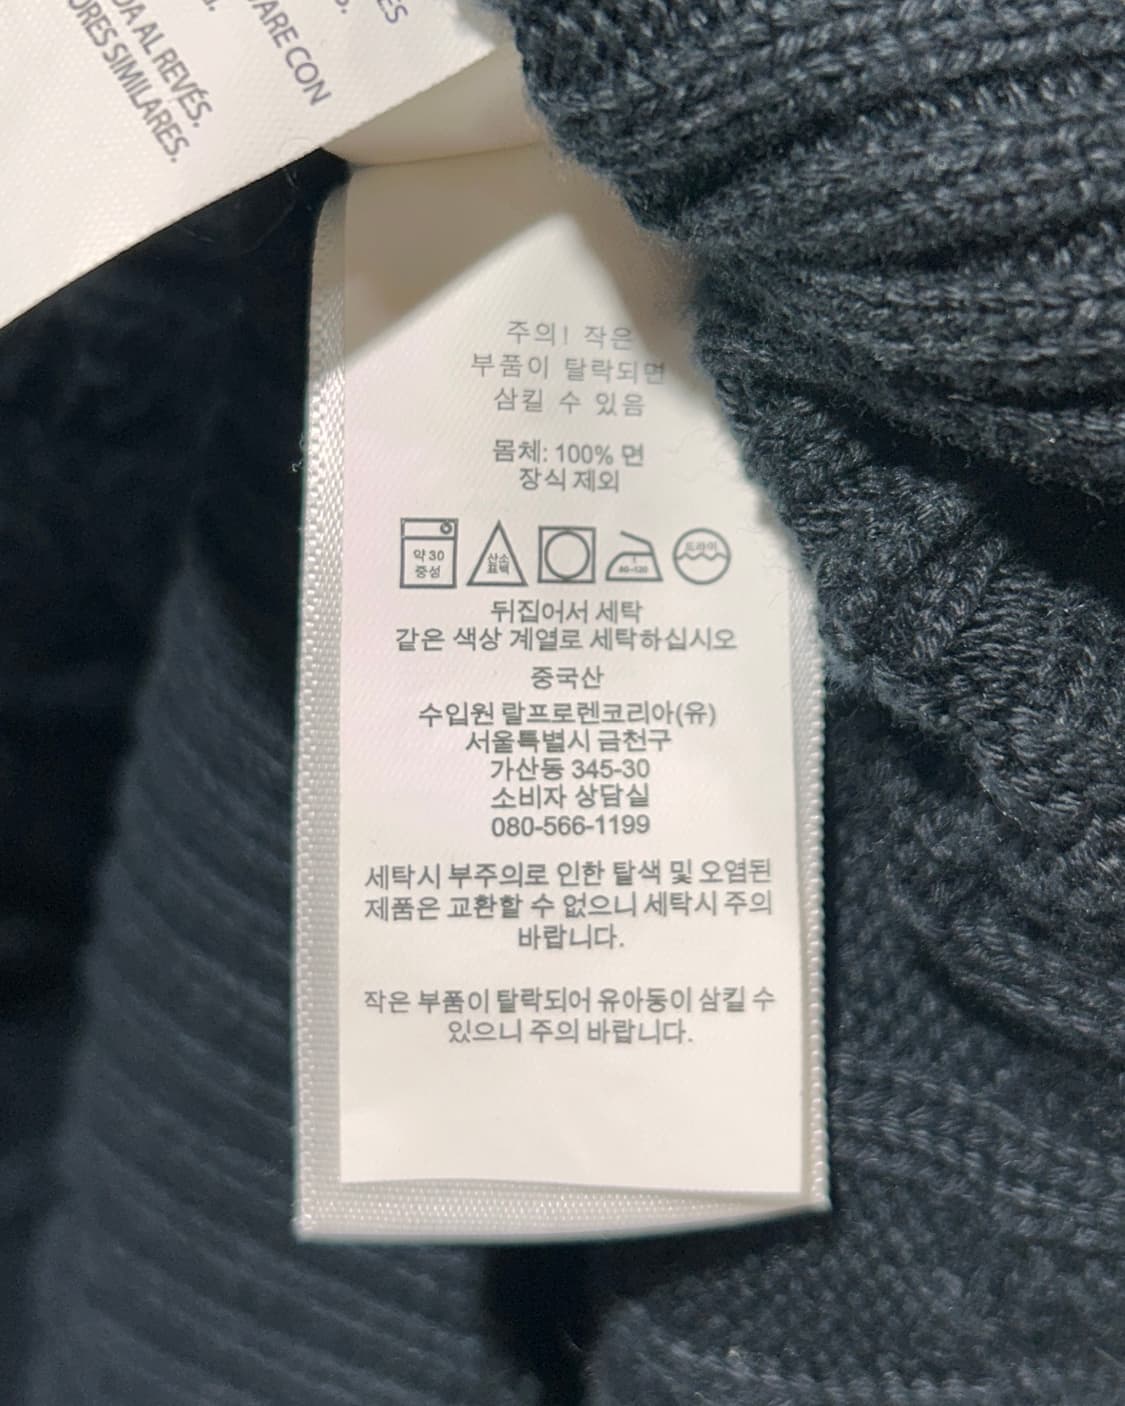 ES
S.
ARE CON
DA AL REVÉS.
ORES SIMILARES.
주의! 작은
부품이 탈락되면
삼킬 수 있음
몸체: 100% 면
장식 제외
약 30
중성
산소
표백
80-120
드라이
뒤집어서 세탁
같은 색상 계열로 세탁하십시오
중국산
수입원 랄프로렌코리아(유)
서울특별시 금천구
가산동 345-30
소비자 상담실
080-566-1199
세탁시 부주의로 인한 탈색 및 오염된
제품은 교환할 수 없으니 세탁시 주의
바랍니다.
작은 부품이 탈락되어 유아동이 삼킬 수
있으니 주의 바랍니다.